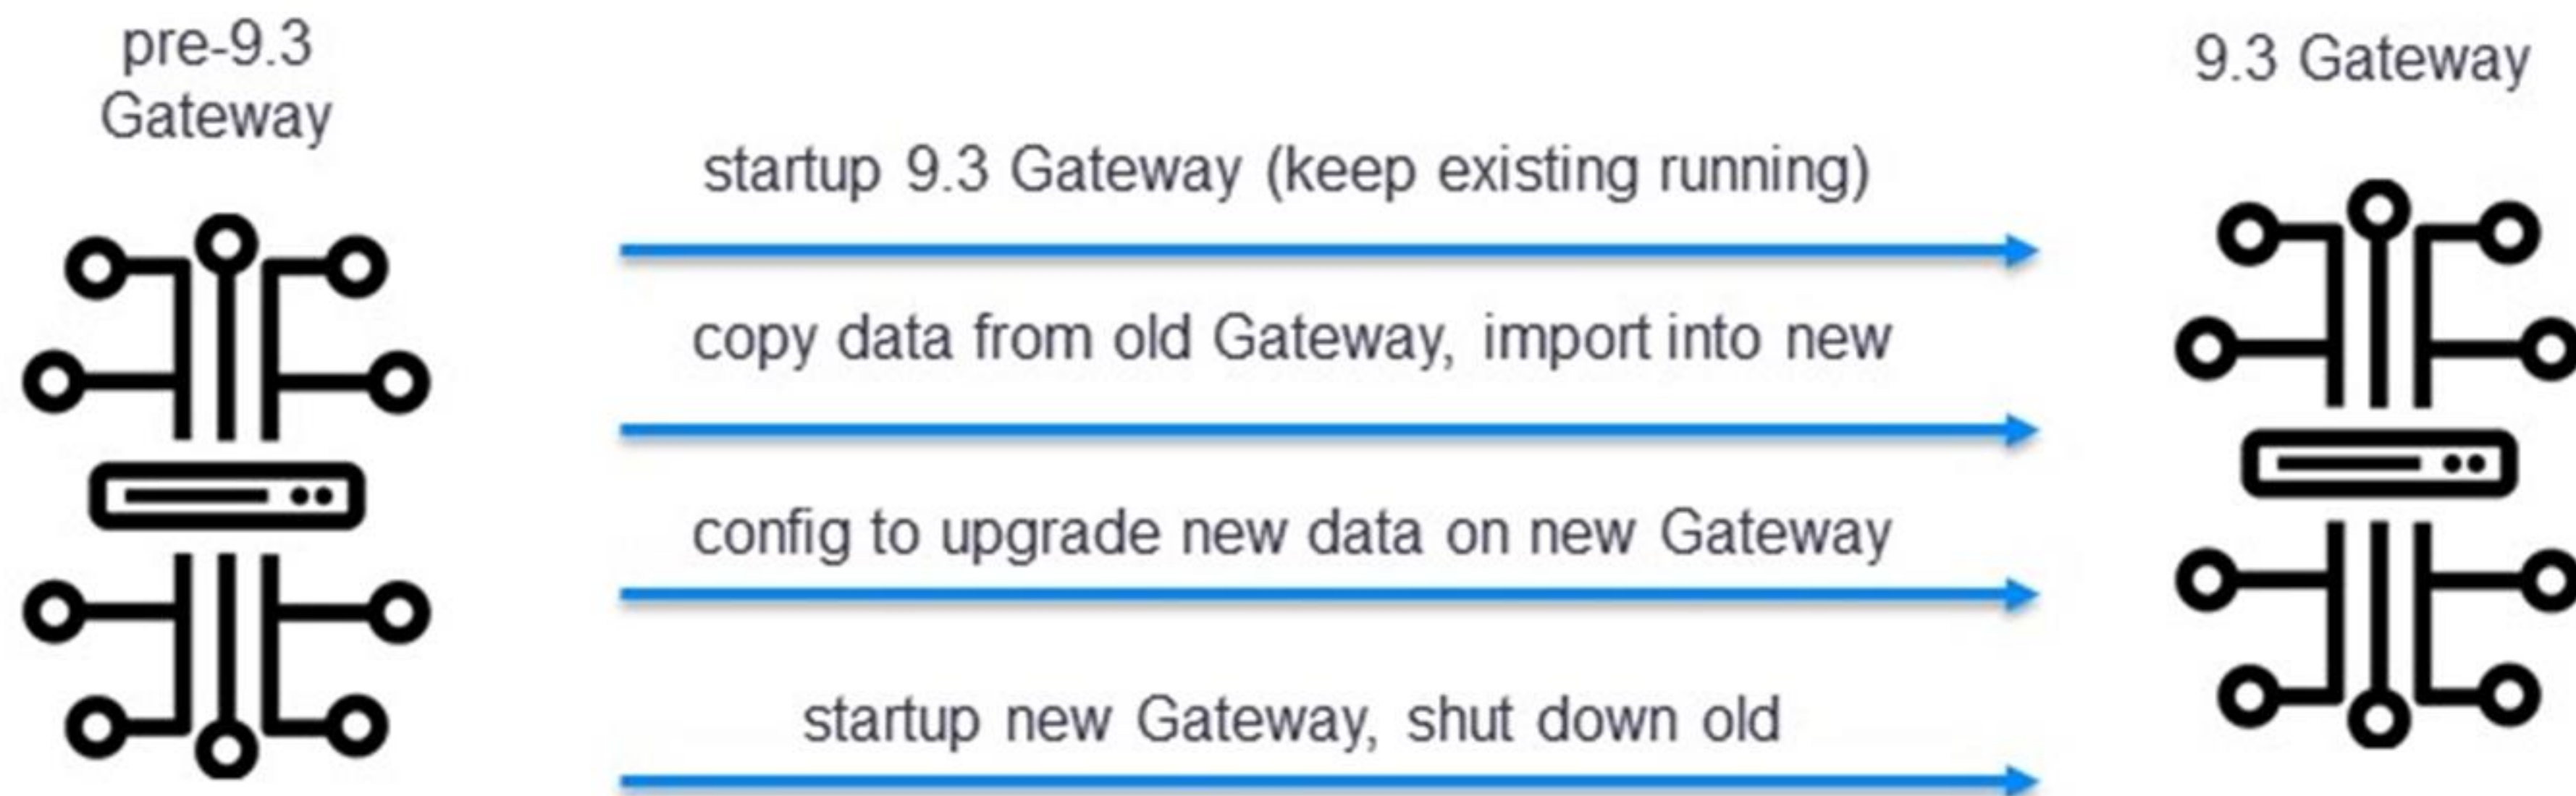 pre-9.3
Gateway
9.3 Gateway
startup 9.3 Gateway (keep existing running)
copy data from old Gateway, import into new
config to upgrade new data on new Gateway
startup new Gateway, shut down old